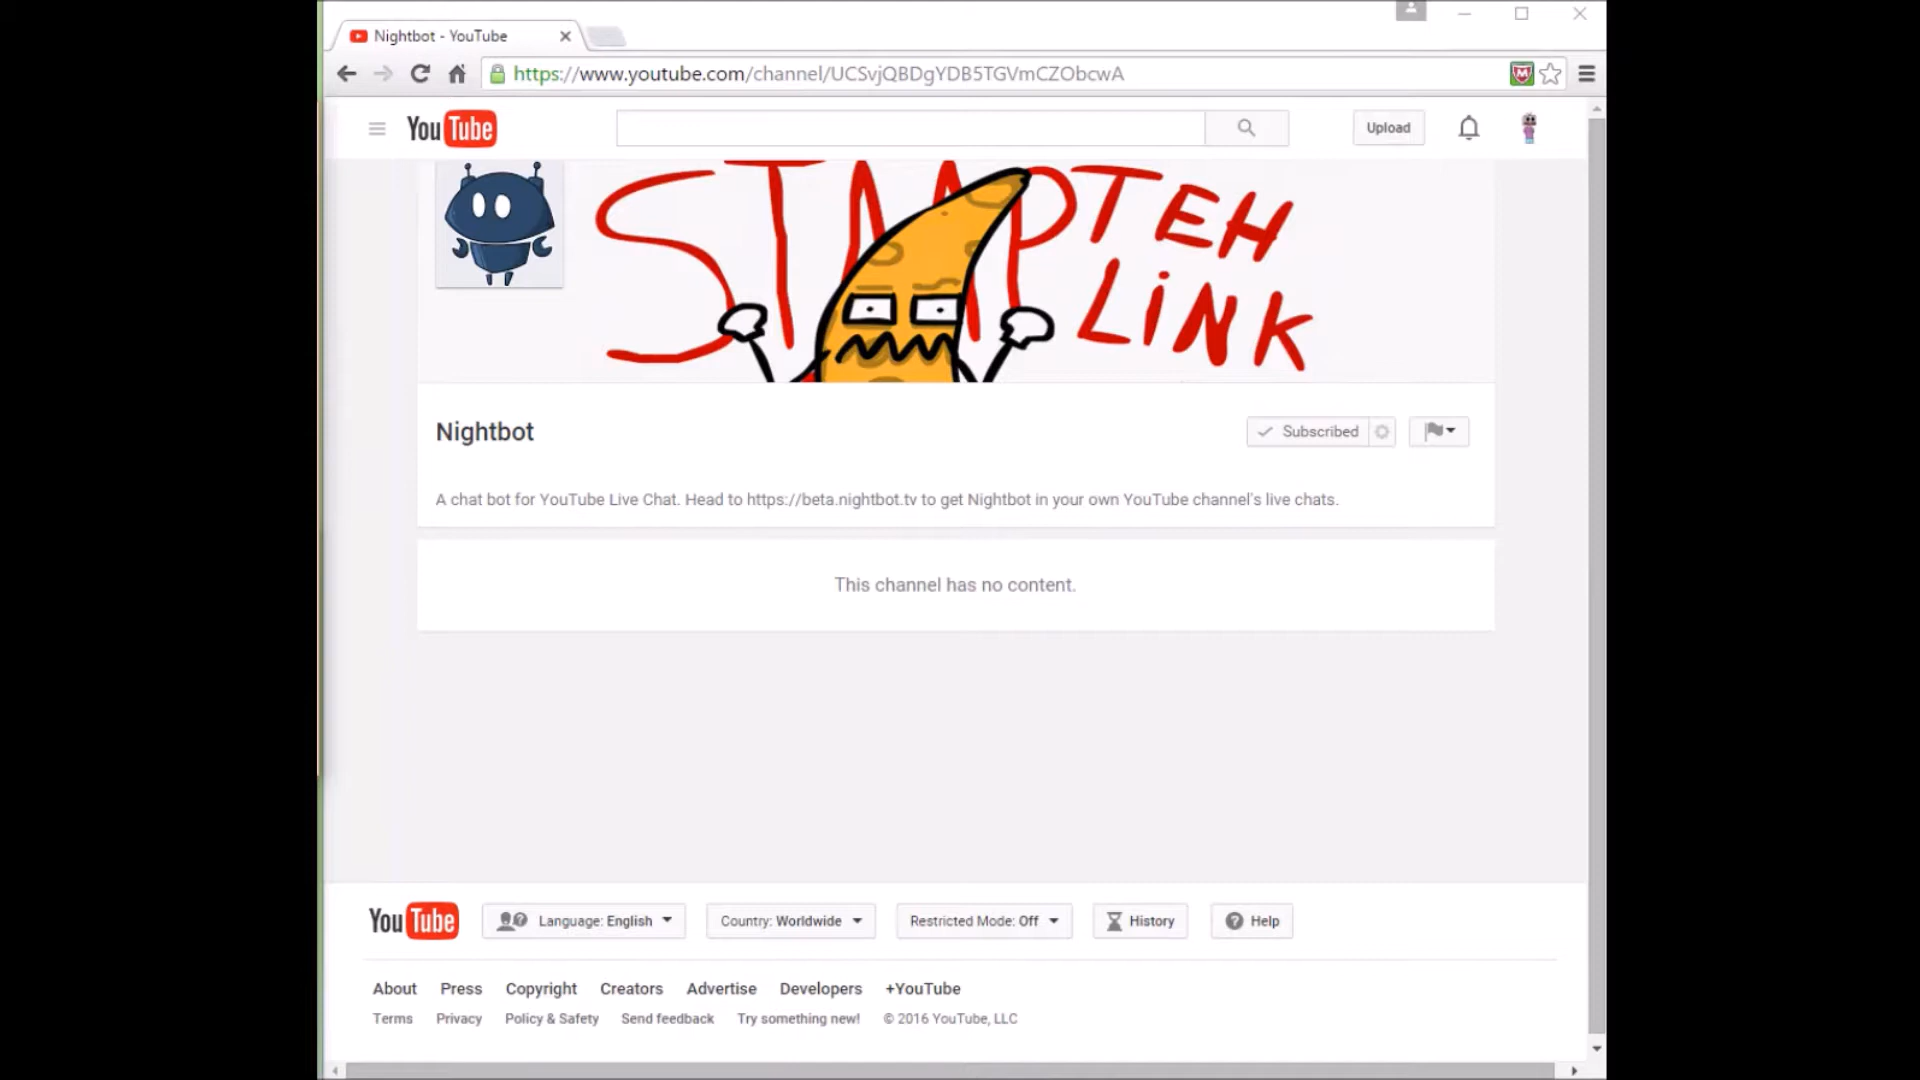 Nightbot - YouTube
https://www.youtube.com/channel/UCSvjQBDgYDB5TGVmCZObcwA
YouTube
Upload
STAAPTEH
LINK
Nightbot
Subscribed
A chat bot for YouTube Live Chat. Head to https://beta.nightbot.tv to get Nightbot in your own YouTube channel's live chats.
This channel has no content.
YouTube Language: English Country: Worldwide Restricted Mode: Off History Help
About Press Copyright Creators Advertise Developers +YouTube
Terms Privacy Policy & Safety Send feedback Try something new! © 2016 YouTube, LLC